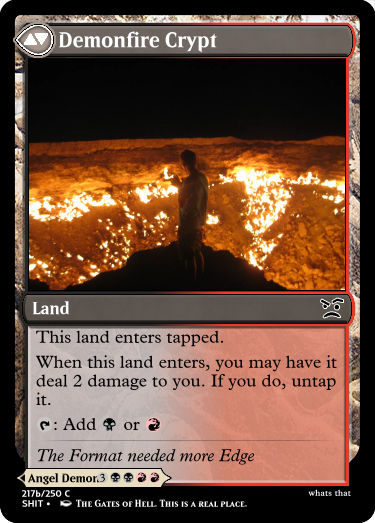 Demonfire Crypt
Land
This land enters tapped.
When this land enters, you may have it
deal 2 damage to you. If you do, untap
it.
: Add or
The Format needed more Edge
Angel Demon 3
217b/250 C
SHIT • The Gates of Hell. This is a real place.
whats that